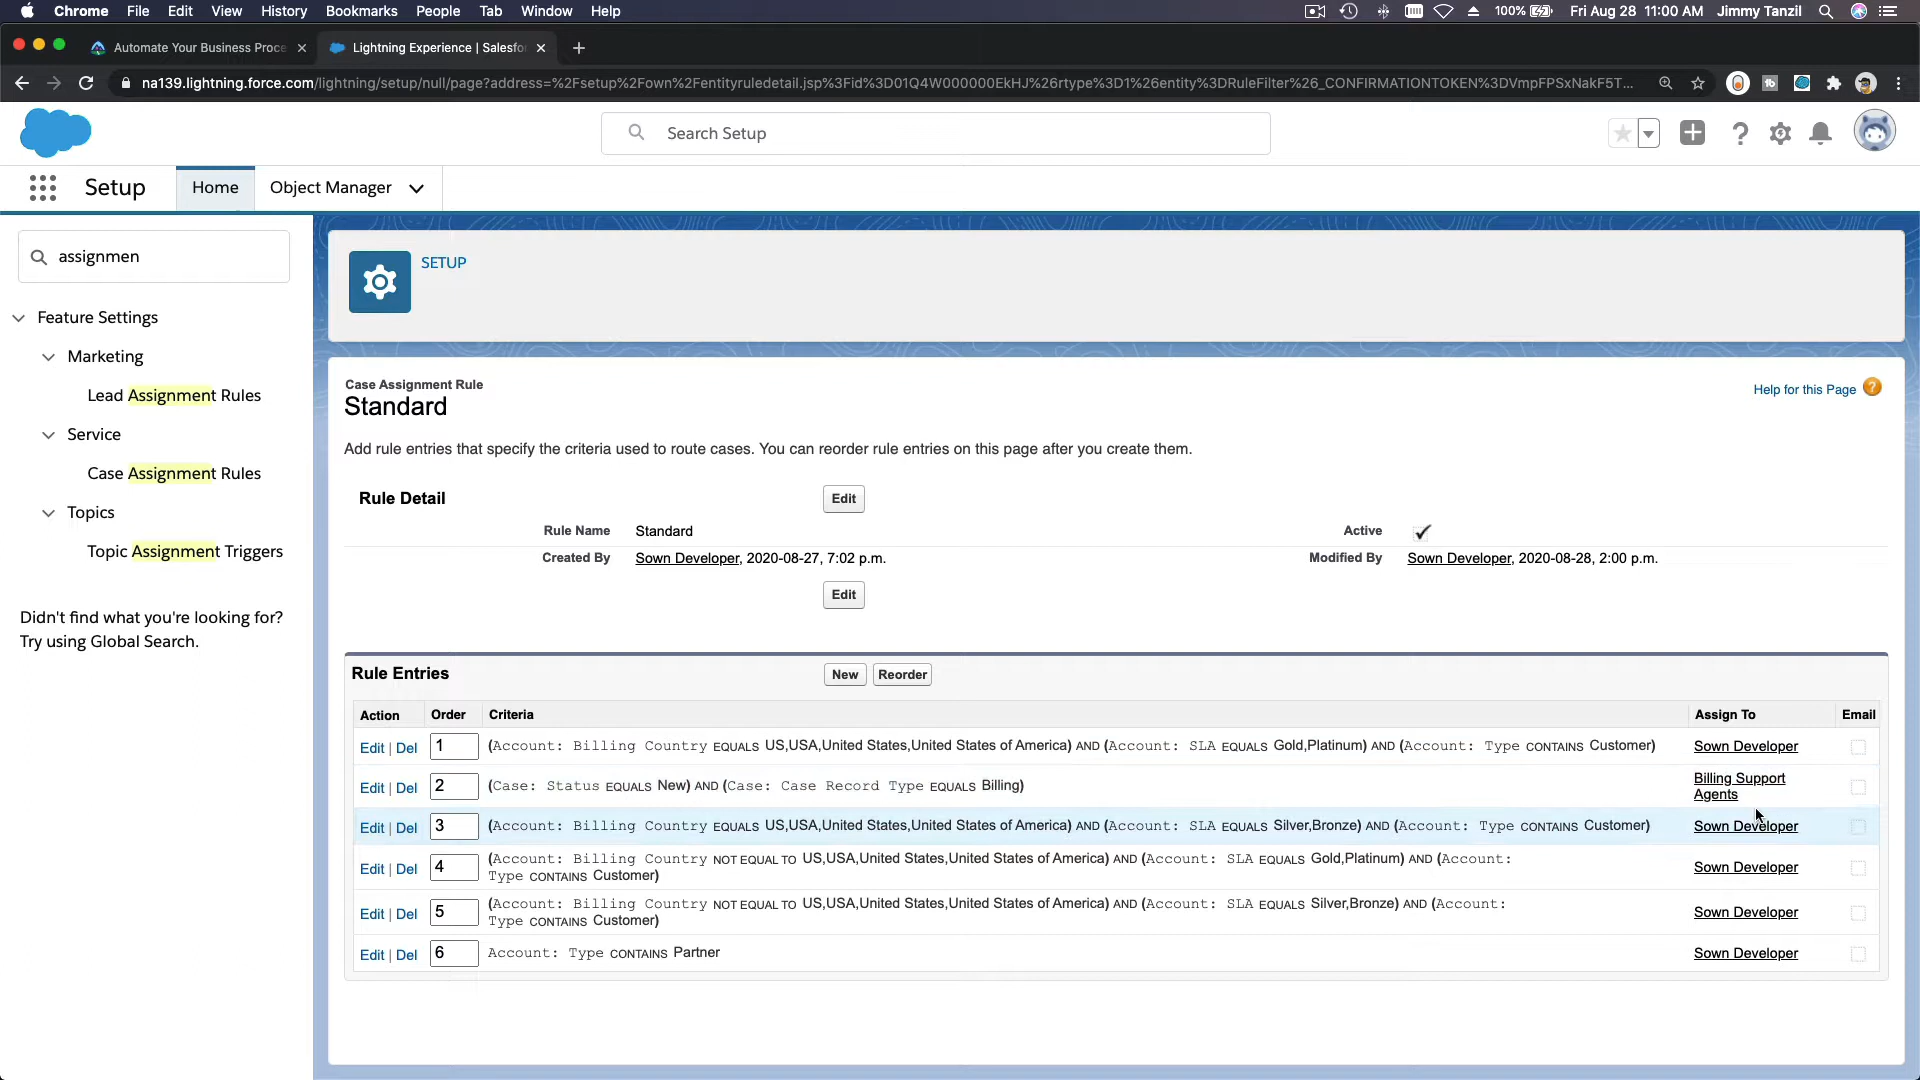 Chrome File Edit View History Bookmarks People Tab Window Help 100% Fri Aug 28 11:00 AM Jimmy Tanzil
Automate Your Business Proce
Lightning Experience | Salesfo
na139.lightning.force.com/lightning/setup/null/page?address=%2Fsetup%2Fown%2Fentityruledetail.jsp%3Fid%3D01Q4W000000EkHJ%26rtype%3D1%26entity%3DRuleFilter%26_CONFIRMATIONTOKEN%3DVmpFPSxNakF5T...
Search Setup
Setup Home Object Manager
assignmen
Feature Settings
Marketing
Lead Assignment Rules
Service
Case Assignment Rules
Topics
Topic Assignment Triggers
Didn't find what you're looking for?
Try using Global Search.
SETUP
Case Assignment Rule
Standard
Help for this Page ?
Add rule entries that specify the criteria used to route cases. You can reorder rule entries on this page after you create them.
Rule Detail Edit
Rule Name Standard Active
Created By Sown Developer, 2020-08-27, 7:02 p.m. Modified By Sown Developer, 2020-08-28, 2:00 p.m.
Edit
Rule Entries New Reorder
Action Order Criteria Assign To Email
Edit | Del 1 (Account: Billing Country EQUALS US,USA,United States,United States of America) AND (Account: SLA EQUALS Gold,Platinum) AND (Account: Type CONTAINS Customer) Sown Developer
Edit | Del 2 (Case: Status EQUALS New) AND (Case: Case Record Type EQUALS Billing) Billing Support
Agents
Edit | Del 3 (Account: Billing Country EQUALS US,USA,United States,United States of America) AND (Account: SLA EQUALS Silver,Bronze) AND (Account: Type CONTAINS Customer) Sown Developer
Edit | Del 4 (Account: Billing Country NOT EQUAL TO US,USA,United States,United States of America) AND (Account: SLA EQUALS Gold,Platinum) AND (Account:
Type CONTAINS Customer) Sown Developer
Edit | Del 5 (Account: Billing Country NOT EQUAL TO US,USA,United States,United States of America) AND (Account: SLA EQUALS Silver,Bronze) AND (Account:
Type CONTAINS Customer) Sown Developer
Edit | Del 6 Account: Type CONTAINS Partner Sown Developer